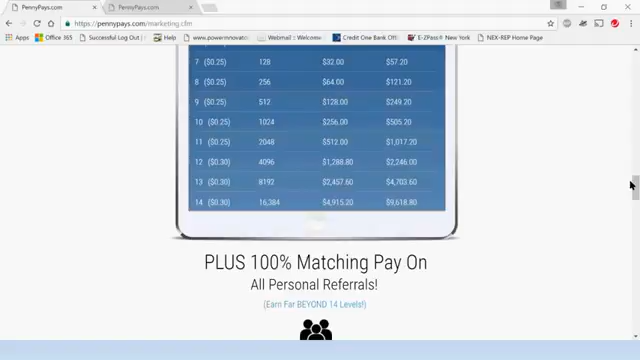 PennyPays.com
PennyPays.com
https://pennypays.com/marketing.cfm
Apps
Office 365
Successful Log Out! |
Help
www.powerinnovator
Webmail :: Welcome
Credit One Bank Offi
E-ZPass® New York
NEX-REP Home Page
7 ($0.25) 128 $32.00 $57.20
8 ($0.25) 256 $64.00 $121.20
9 ($0.25) 512 $128.00 $249.20
10 ($0.25) 1024 $256.00 $505.20
11 ($0.25) 2048 $512.00 $1,017.20
12 ($0.30) 4096 $1,288.80 $2,246.00
13 ($0.30) 8192 $2,457.60 $4,703.60
14 ($0.30) 16,384 $4,915.20 $9,618.80
PLUS 100% Matching Pay On
All Personal Referrals!
(Earn Far BEYOND 14 Levels!)